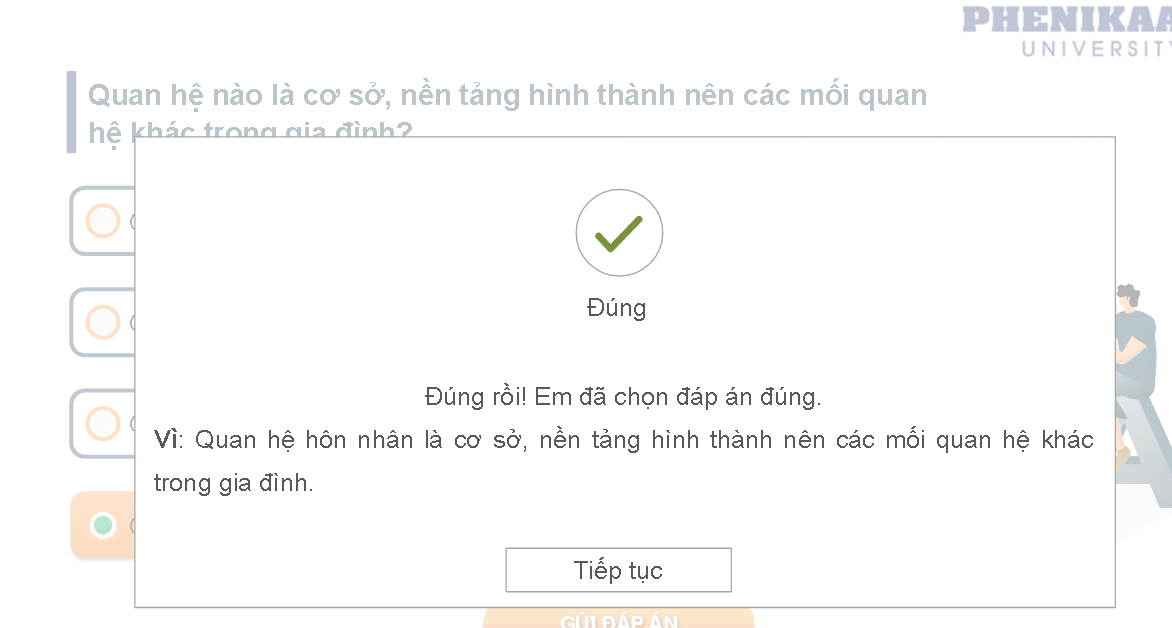 PHENIKAA
UNIVERSITY
Quan hệ nào là cơ sở, nền tảng hình thành nên các mối quan
hệ khác trong gia đình?
Đúng
Đúng rồi! Em đã chọn đáp án đúng.
Vì: Quan hệ hôn nhân là cơ sở, nền tảng hình thành nên các mối quan hệ khác
trong gia đình.
Tiếp tục
GỬI ĐÁP ÁN